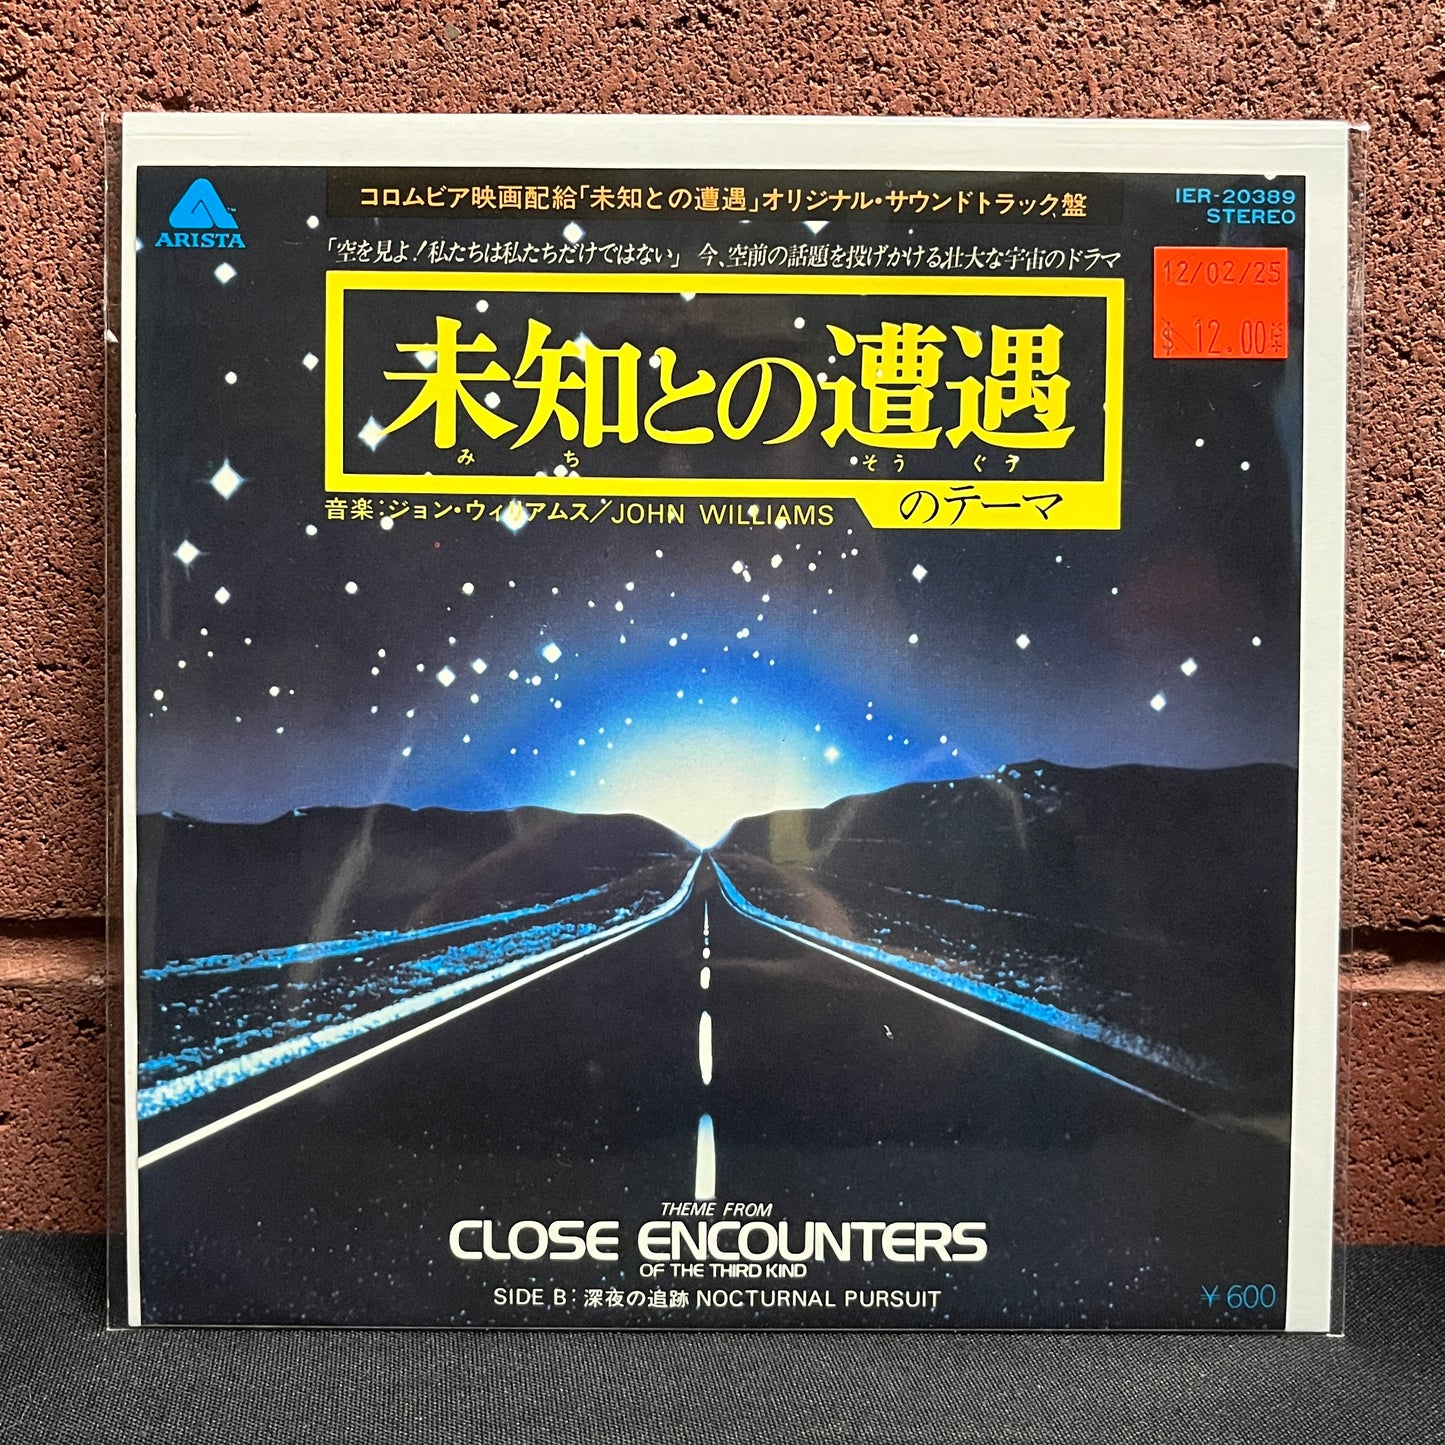 コロムビア映画配給「未知との遭遇」オリジナル・サウンドトラック盤
IER-20389
STEREO
ARISTA™
「空を見よ!私たちは私たちだけではない」 今、空前の話題を投げかける壮大な宇宙のドラマ
12/02/25
$ 12.00
未知との遭遇
みち そうぐう
のテーマ
音楽:ジョン・ウィリアムス/JOHN WILLIAMS
THEME FROM
CLOSE ENCOUNTERS
OF THE THIRD KIND
SIDE B: 深夜の追跡 NOCTURNAL PURSUIT
¥600